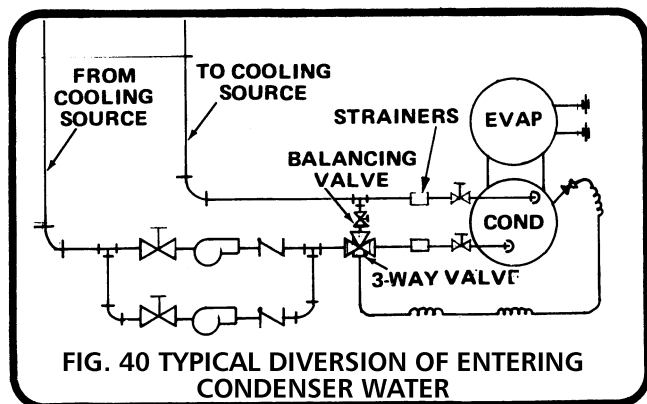 FROM
COOLING
SOURCE
TO COOLING
SOURCE
STRAINERS
BALANCING
VALVE
EVAP
COND
3-WAY VALVE
FIG. 40 TYPICAL DIVERSION OF ENTERING
CONDENSER WATER